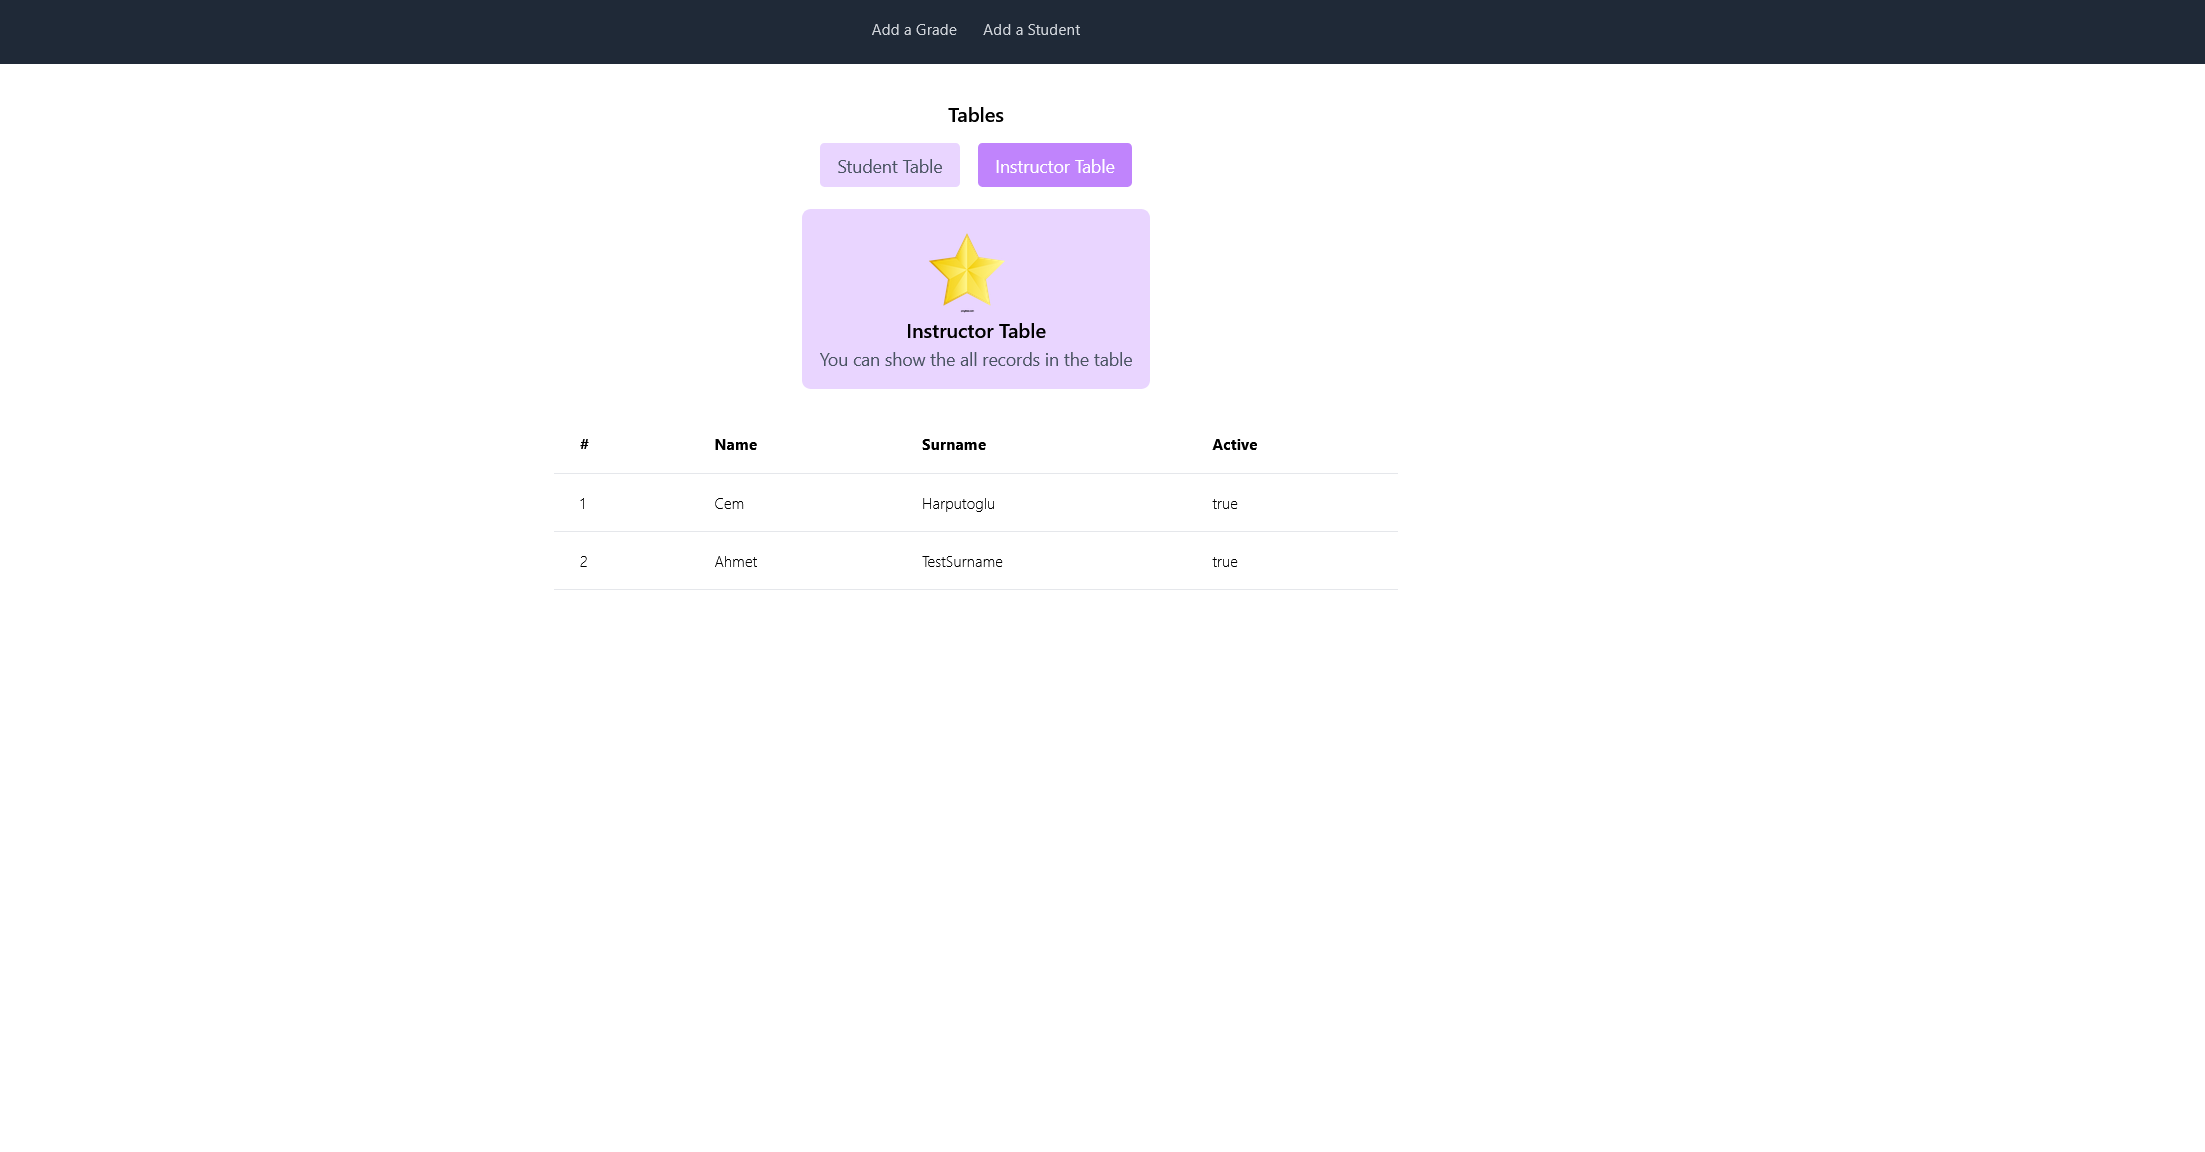 Add a Grade Add a Student
Tables
Student Table Instructor Table
Instructor Table
You can show the all records in the table
# Name Surname Active
1 Cem Harputoglu true
2 Ahmet TestSurname true